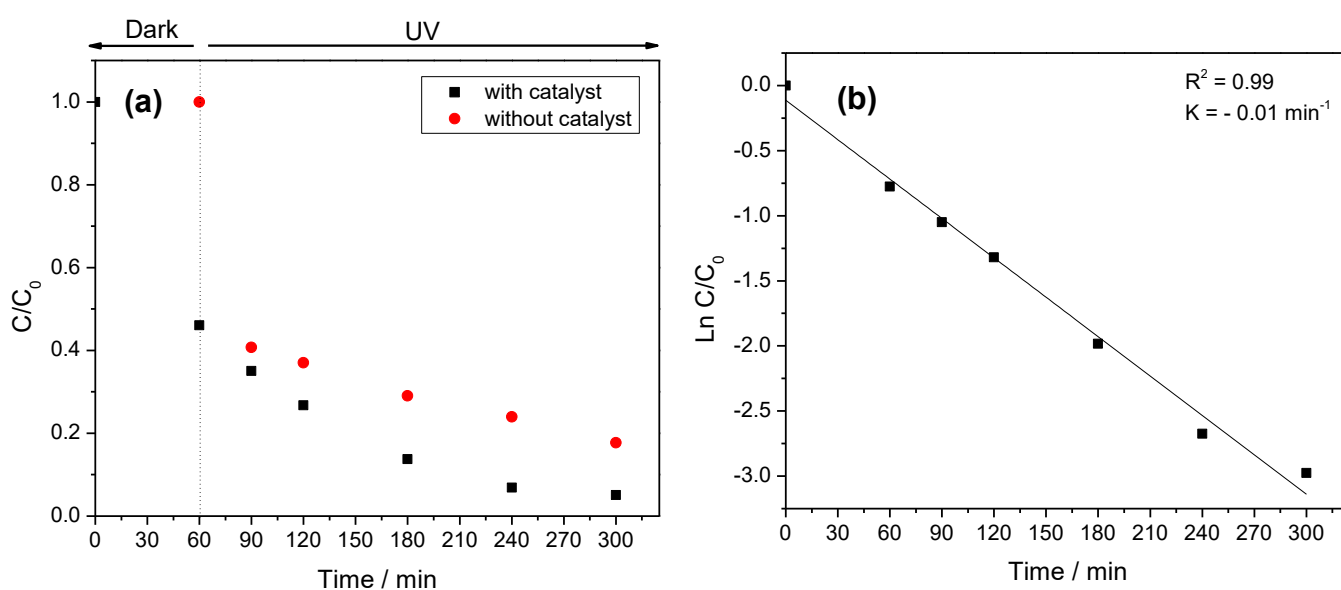 Dark
UV
(a)
with catalyst
without catalyst
1.0
0.8
0.6
0.4
0.2
0.0
C/C₀
0 30 60 90 120 150 180 210 240 270 300
Time / min
(b)
R² = 0.99
K = - 0.01 min⁻¹
0.0
-0.5
-1.0
-1.5
-2.0
-2.5
-3.0
Ln C/C₀
0 30 60 90 120 150 180 210 240 270 300
Time / min